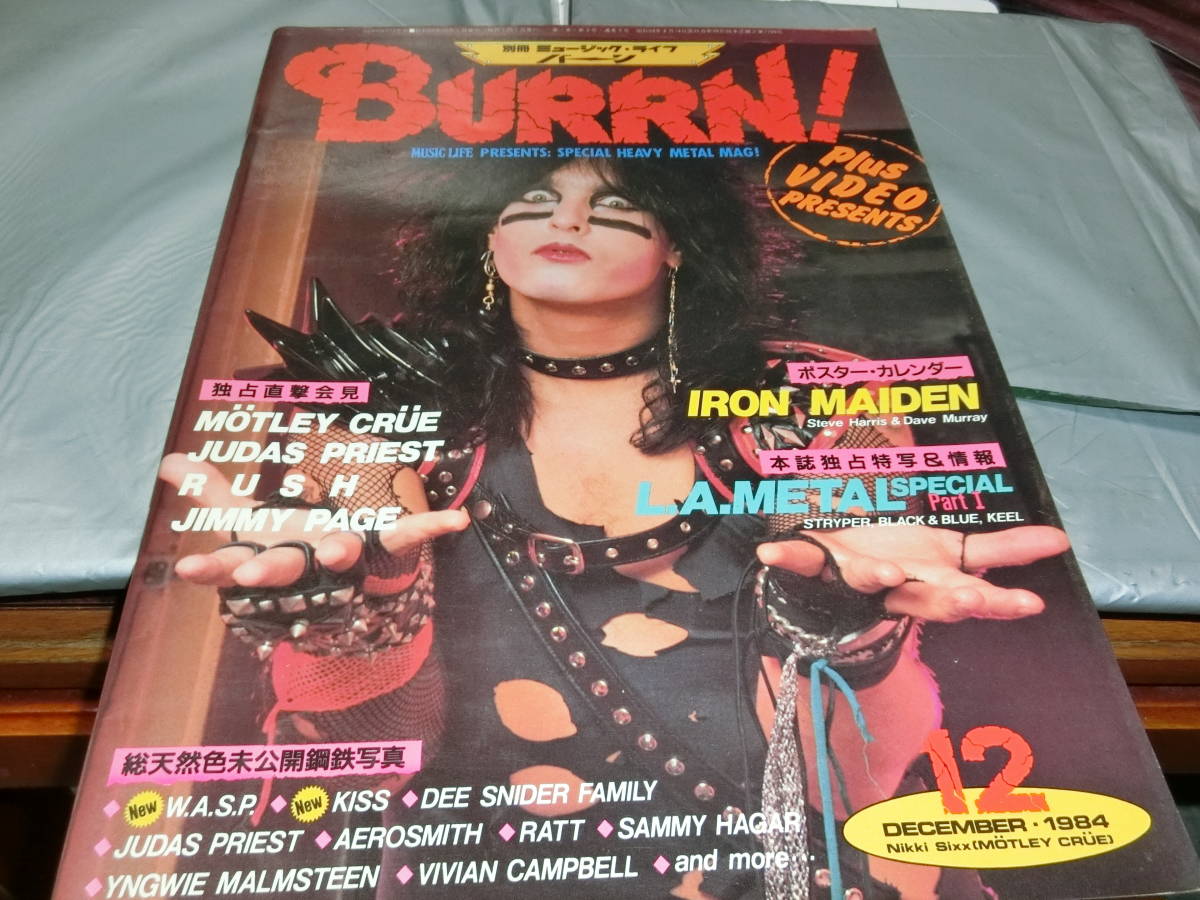 別冊 ミュージック・ライフ
バーン
BURRN!
MUSIC LIFE PRESENTS: SPECIAL HEAVY METAL MAG!
Plus
VIDEO
PRESENTS
独占直撃会見
MÖTLEY CRÜE
JUDAS PRIEST
RUSH
JIMMY PAGE
ポスター・カレンダー
IRON MAIDEN
Steve Harris & Dave Murray
本誌独占特写&情報
L.A.METAL SPECIAL
Part I
STRYPER, BLACK & BLUE, KEEL
総天然色未公開鋼鉄写真
◆New W.A.S.P. ◆New KISS ◆DEE SNIDER FAMILY
◆JUDAS PRIEST ◆AEROSMITH ◆RATT ◆SAMMY HAGAR
◆YNGWIE MALMSTEEN ◆VIVIAN CAMPBELL ◆and more…
12
DECEMBER・1984
Nikki Sixx(MÖTLEY CRÜE)